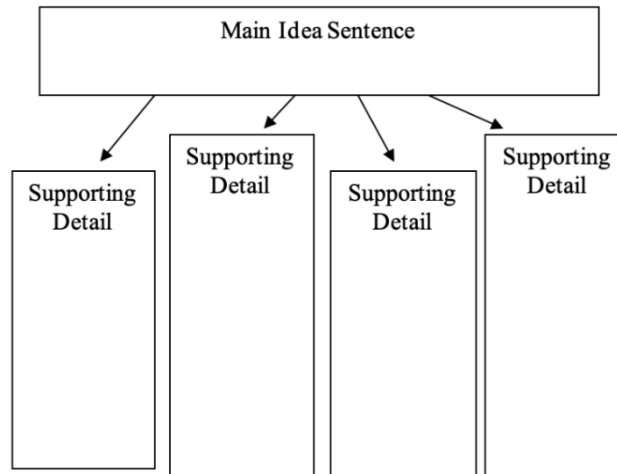 Main Idea Sentence
Supporting
Detail
Supporting
Detail
Supporting
Detail
Supporting
Detail